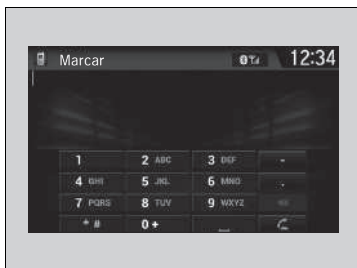 Marcar 12:34
1 2 ABC 3 DEF -
4 GHI 5 JKL 6 MNO .
7 PQRS 8 TUV 9 WXYZ
* # 0 + _